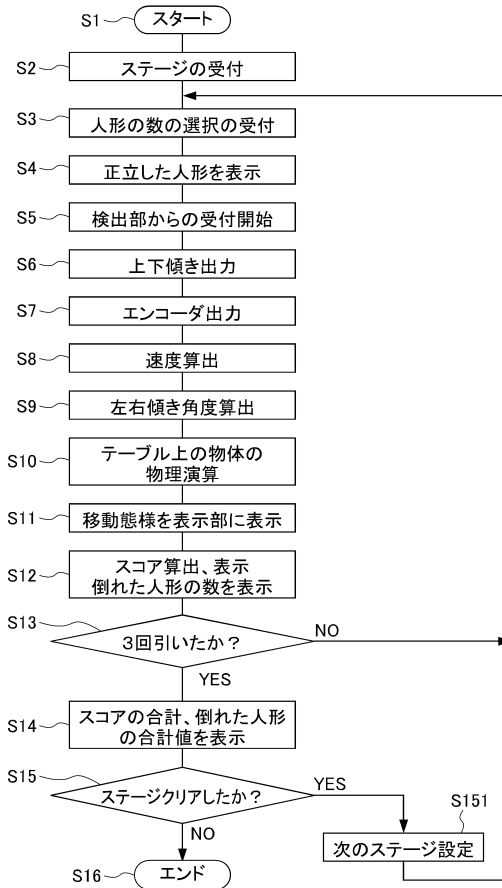 S1
スタート
S2
ステージの受付
S3
人形の数の選択の受付
S4
正立した人形を表示
S5
検出部からの受付開始
S6
上下傾き出力
S7
エンコーダ出力
S8
速度算出
S9
左右傾き角度算出
S10
テーブル上の物体の
物理演算
S11
移動態様を表示部に表示
S12
スコア算出、表示
倒れた人形の数を表示
S13
3回引いたか？
NO
YES
S14
スコアの合計、倒れた人形
の合計値を表示
S15
ステージクリアしたか？
YES
S151
次のステージ設定
NO
S16
エンド